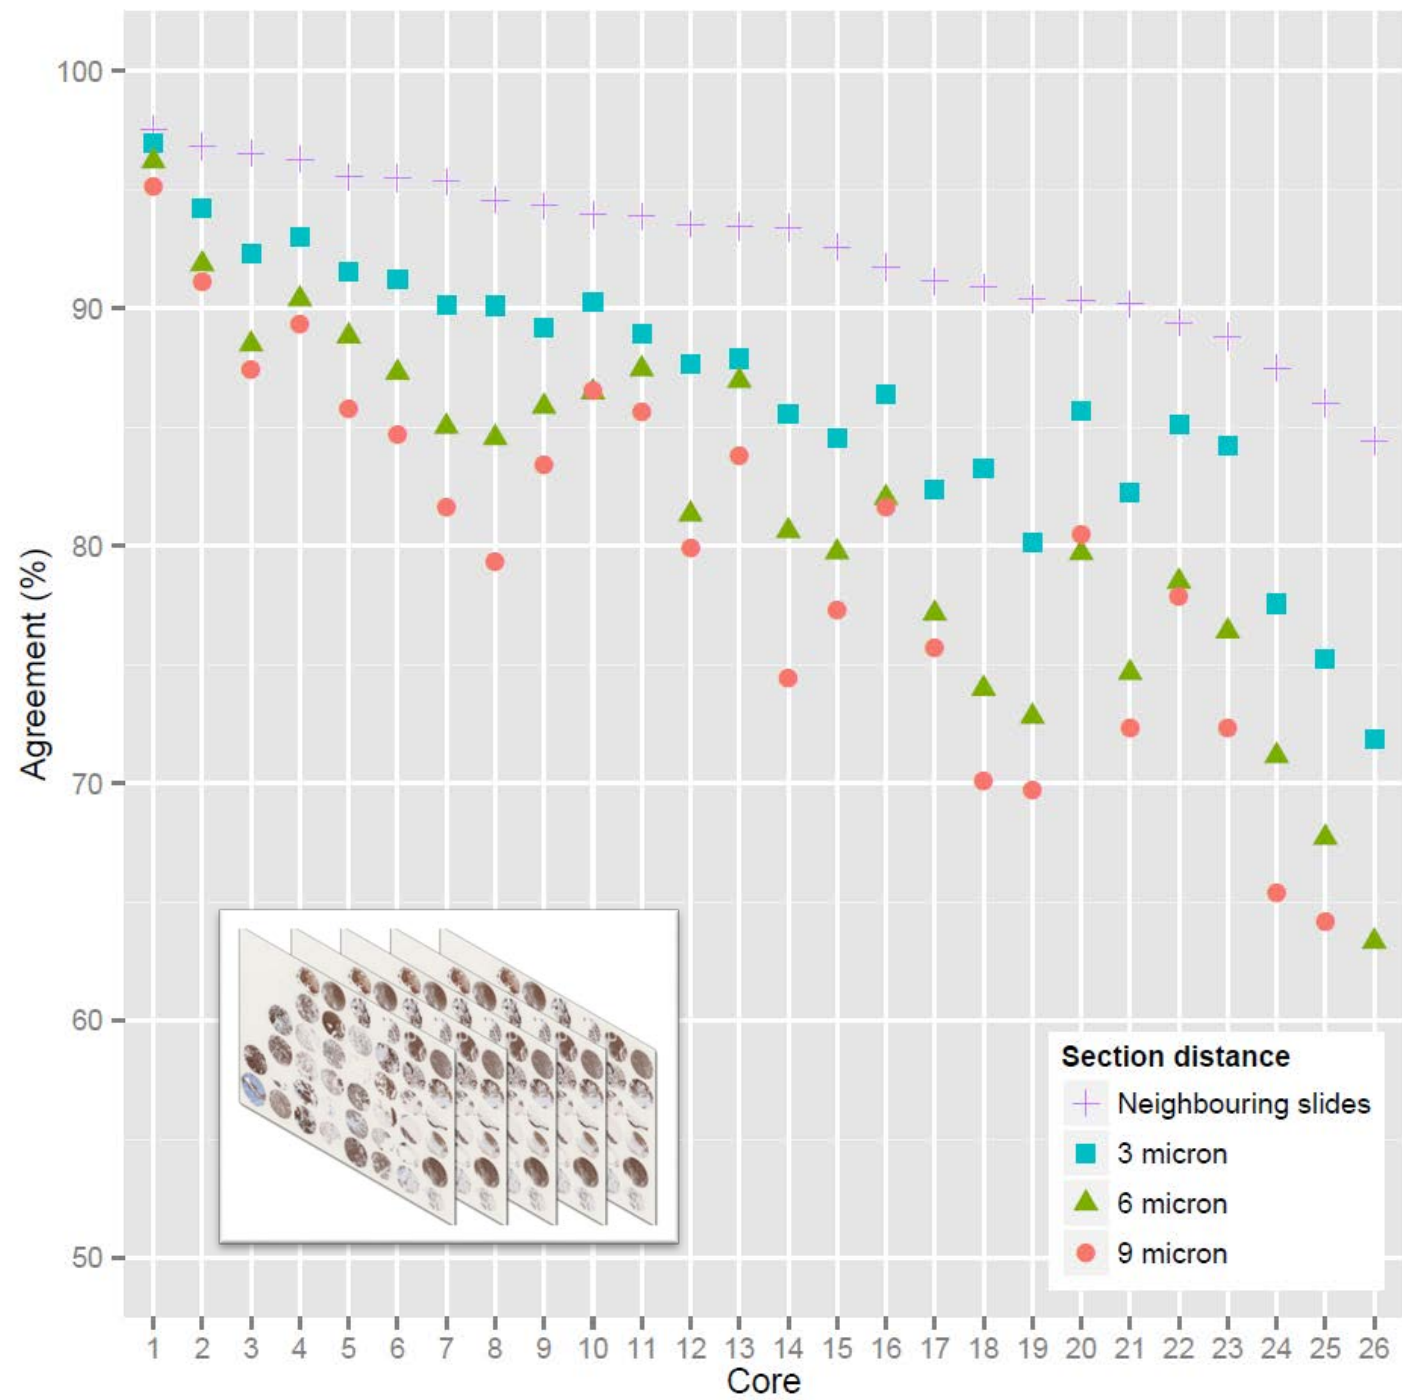 100
90
80
70
60
50
Agreement (%)
Section distance
Neighbouring slides
3 micron
6 micron
9 micron
1 2 3 4 5 6 7 8 9 10 11 12 13 14 15 16 17 18 19 20 21 22 23 24 25 26
Core